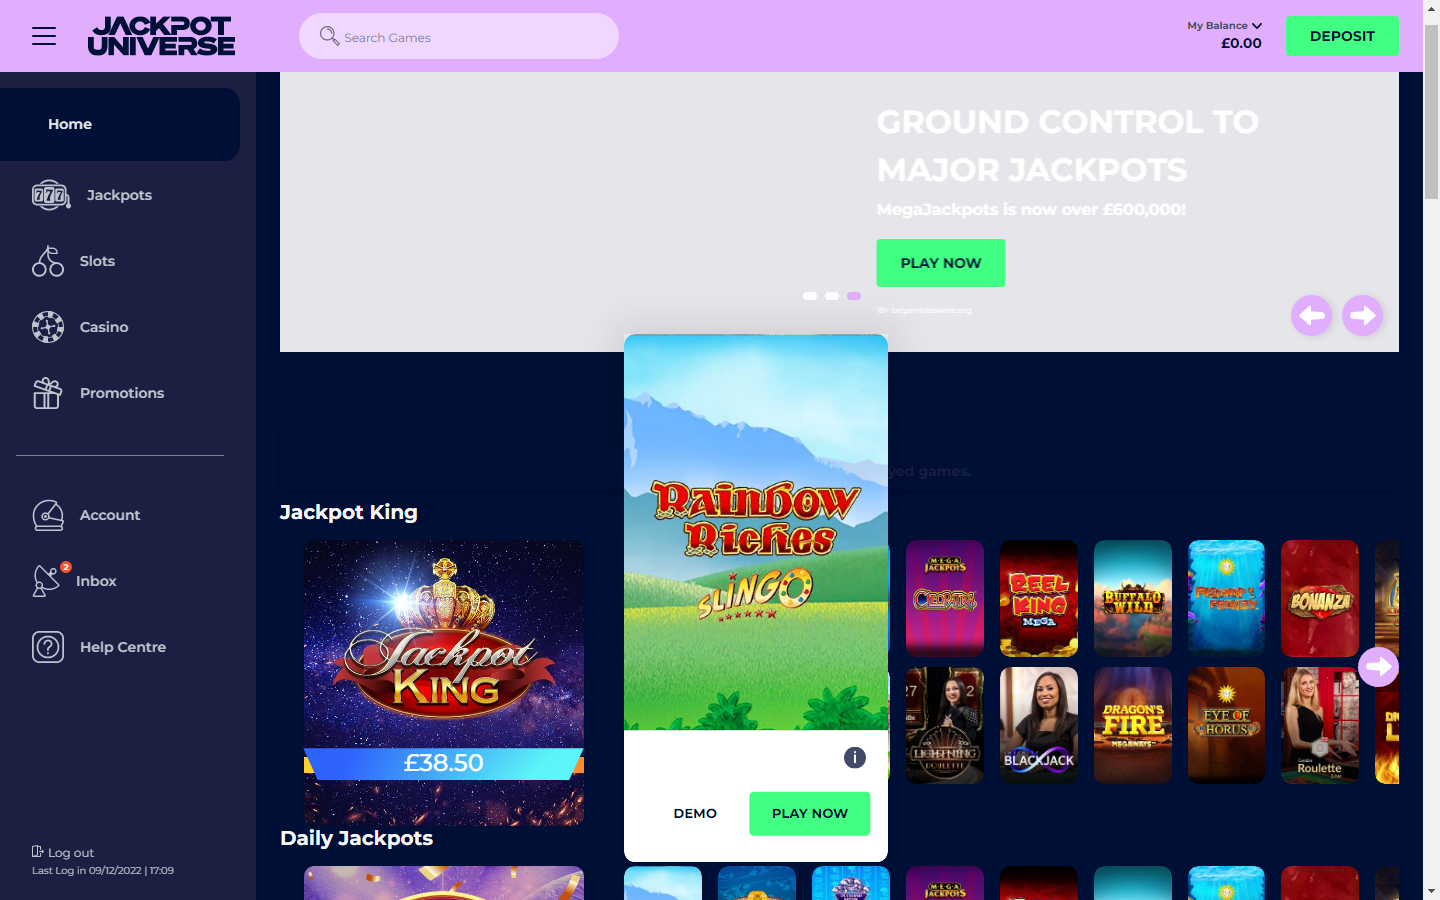 JACKPOT
UNIVERSE
Search Games
My Balance
£0.00
DEPOSIT
Home
Jackpots
Slots
Casino
Promotions
Account
2
Inbox
Help Centre
Log out
Last Log in 09/12/2022 | 17:09
GROUND CONTROL TO
MAJOR JACKPOTS
MegaJackpots is now over £600,000!
PLAY NOW
18+ begambleaware.org
yed games.
Jackpot King
Jackpot
KING
£38.50
Rainbow
Riches
SLINGO
i
DEMO
PLAY NOW
MEGA
JACKPOTS
CLEOPATRA
REEL
KING
MEGA
BUFFALO
WILD
BONANZA
LIGHTNING
ROULETTE
BLACKJACK
DRAGON'S
FIRE
MEGAWAYS
EYE OF
HORUS
London
Roulette
Live
Daily Jackpots
MEGA
JACKPOTS